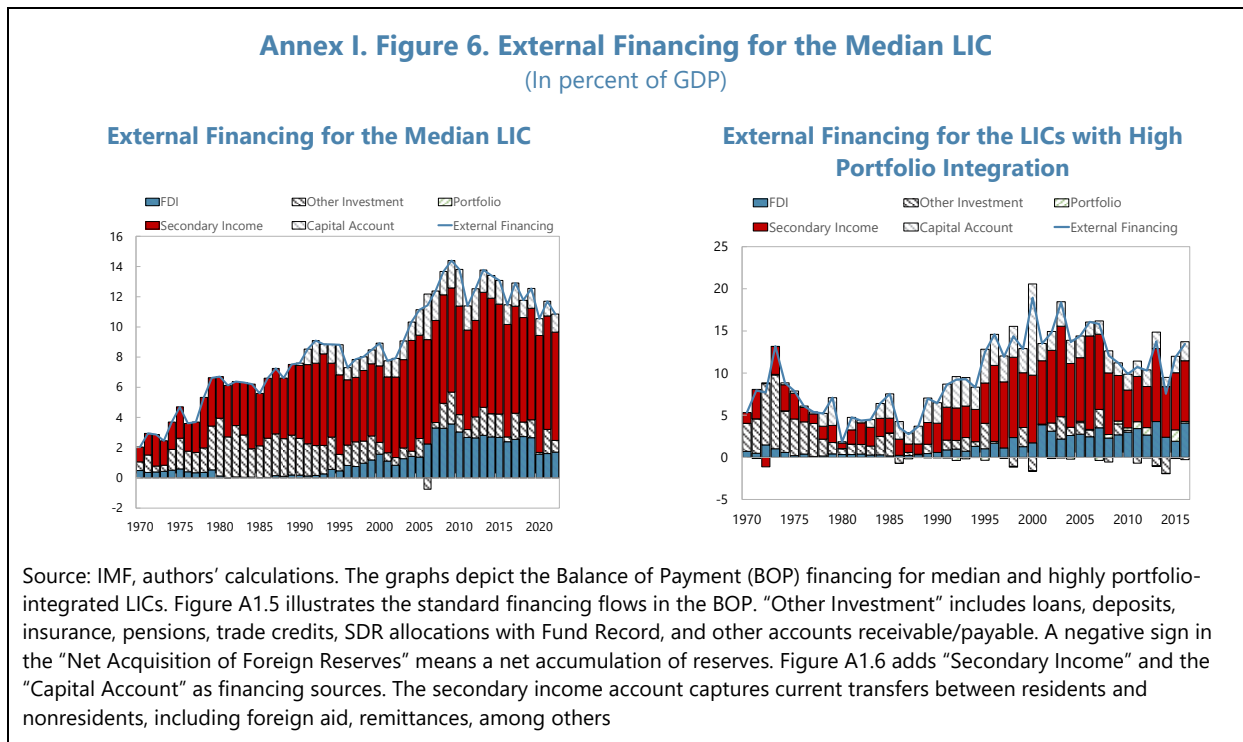 Annex I. Figure 6. External Financing for the Median LIC
(In percent of GDP)
External Financing for the Median LIC
FDI Other Investment Portfolio
Secondary Income Capital Account External Financing
16
14
12
10
8
6
4
2
0
-2
1970 1975 1980 1985 1990 1995 2000 2005 2010 2015 2020
External Financing for the LICs with High
Portfolio Integration
FDI Other Investment Portfolio
Secondary Income Capital Account External Financing
25
20
15
10
5
0
-5
1970 1975 1980 1985 1990 1995 2000 2005 2010 2015
Source: IMF, authors’ calculations. The graphs depict the Balance of Payment (BOP) financing for median and highly portfolio-
integrated LICs. Figure A1.5 illustrates the standard financing flows in the BOP. “Other Investment” includes loans, deposits,
insurance, pensions, trade credits, SDR allocations with Fund Record, and other accounts receivable/payable. A negative sign in
the “Net Acquisition of Foreign Reserves” means a net accumulation of reserves. Figure A1.6 adds “Secondary Income” and the
“Capital Account” as financing sources. The secondary income account captures current transfers between residents and
nonresidents, including foreign aid, remittances, among others